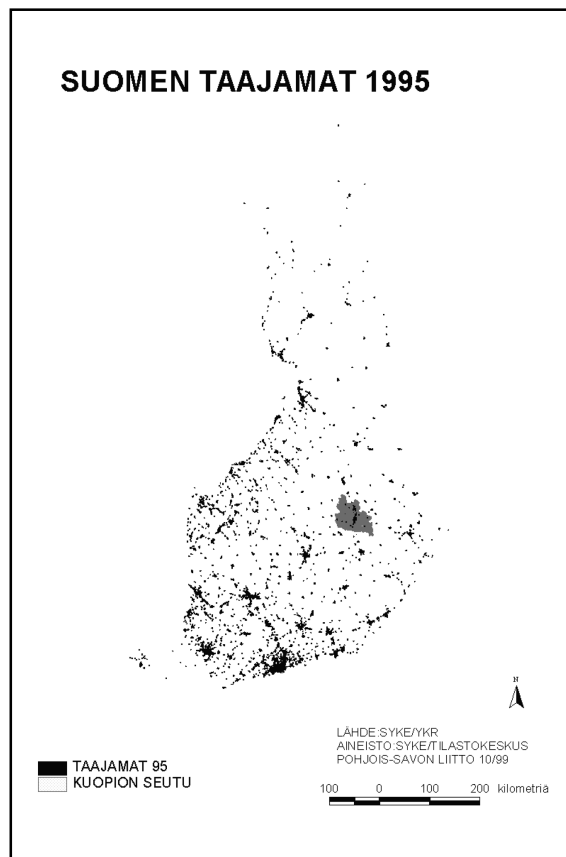 SUOMEN TAAJAMAT 1995
N
LÄHDE:SYKE/YKR
AINEISTO:SYKE/TILASTOKESKUS
POHJOIS-SAVON LIITTO 10/99
TAAJAMAT 95
KUOPION SEUTU
100 0 100 200 kilometriä